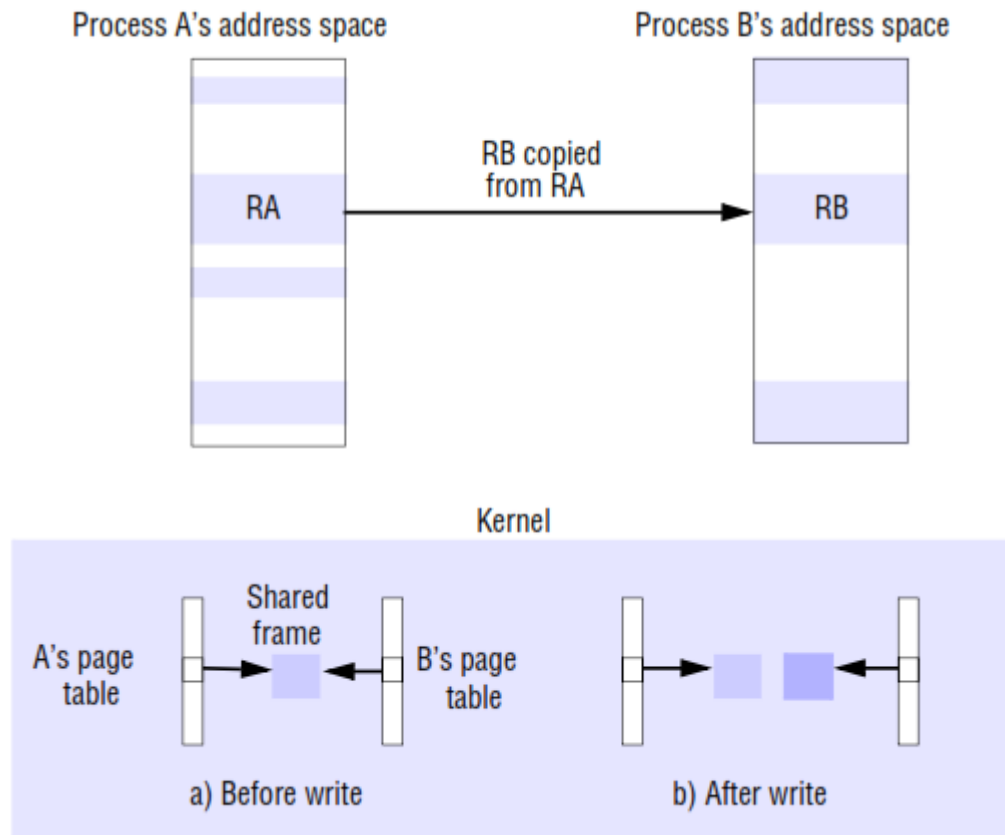 Process A’s address space
Process B’s address space
RB copied
from RA
RA
RB
Kernel
Shared
frame
A’s page
table
B’s page
table
a) Before write
b) After write